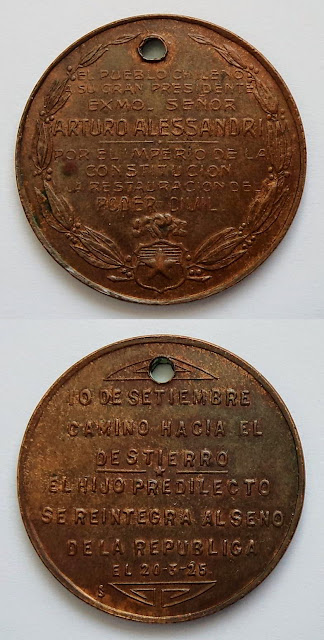 EL PUEBLO CHILENO
A SU GRAN PRESIDENTE
EXMO. SEÑOR
ARTURO ALESSANDRI
POR EL IMPERIO DE LA
CONSTITUCION
Y LA RESTAURACION DEL
PODER CIVIL
10 DE SETIEMBRE
CAMINO HACIA EL
DESTIERRO
EL HIJO PREDILECTO
SE REINTEGRA AL SENO
DE LA REPUBLICA
EL 20-3-25.